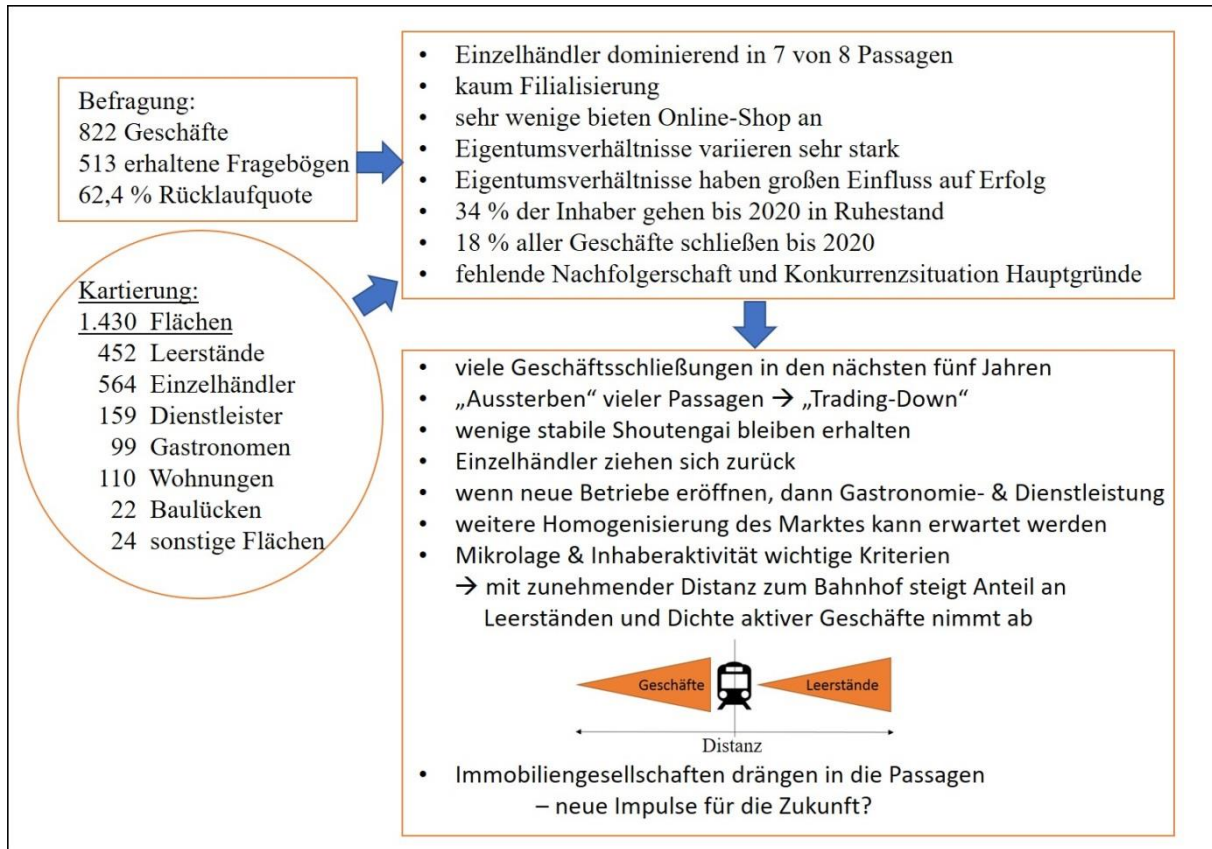 Befragung:
822 Geschäfte
513 erhaltene Fragebögen
62,4 % Rücklaufquote
Kartierung:
1.430 Flächen
452 Leerstände
564 Einzelhändler
159 Dienstleister
99 Gastronomen
110 Wohnungen
22 Baulücken
24 sonstige Flächen
• Einzelhändler dominierend in 7 von 8 Passagen
• kaum Filialisierung
• sehr wenige bieten Online-Shop an
• Eigentumsverhältnisse variieren sehr stark
• Eigentumsverhältnisse haben großen Einfluss auf Erfolg
• 34 % der Inhaber gehen bis 2020 in Ruhestand
• 18 % aller Geschäfte schließen bis 2020
• fehlende Nachfolgerschaft und Konkurrenzsituation Hauptgründe
• viele Geschäftsschließungen in den nächsten fünf Jahren
• „Aussterben“ vieler Passagen → „Trading-Down“
• wenige stabile Shoutengai bleiben erhalten
• Einzelhändler ziehen sich zurück
• wenn neue Betriebe eröffnen, dann Gastronomie- & Dienstleistung
• weitere Homogenisierung des Marktes kann erwartet werden
• Mikrolage & Inhaberaktivität wichtige Kriterien
→ mit zunehmender Distanz zum Bahnhof steigt Anteil an
Leerständen und Dichte aktiver Geschäfte nimmt ab
Geschäfte Leerstände
Distanz
• Immobiliengesellschaften drängen in die Passagen
– neue Impulse für die Zukunft?